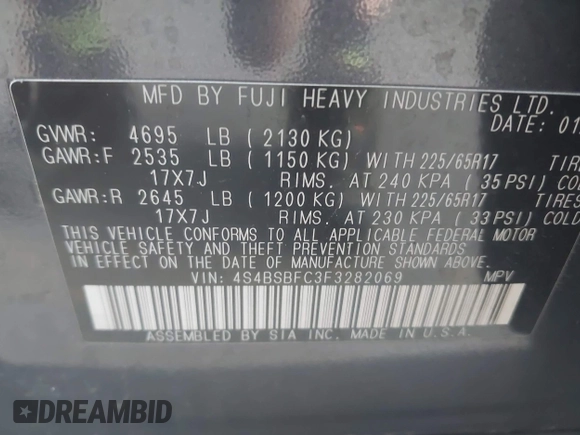 MFD BY FUJI HEAVY INDUSTRIES LTD.
DATE: 01
GVWR: 4695 LB ( 2130 KG)
GAWR:F 2535 LB ( 1150 KG) WITH 225/65R17 TIRE
17X7J RIMS. AT 240 KPA ( 35 PSI) CO
GAWR:R 2645 LB ( 1200 KG) WITH 225/65R17 TIRES
17X7J RIMS. AT 230 KPA ( 33 PSI) COLD
THIS VEHICLE CONFORMS TO ALL APPLICABLE FEDERAL MOTOR
VEHICLE SAFETY AND THEFT PREVENTION STANDARDS
IN EFFECT ON THE DATE OF MANUFACTURE SHOWN ABOVE.
VIN: 4S4BSBFC3F3282069 MPV
ASSEMBLED BY SIA INC. MADE IN U.S.A.
DREAMBID